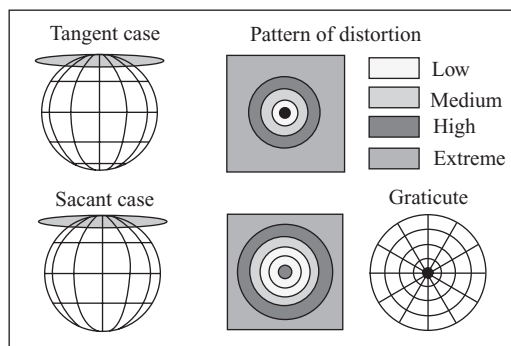 Tangent case
Pattern of distortion
Low
Medium
High
Extreme
Sacant case
Graticute